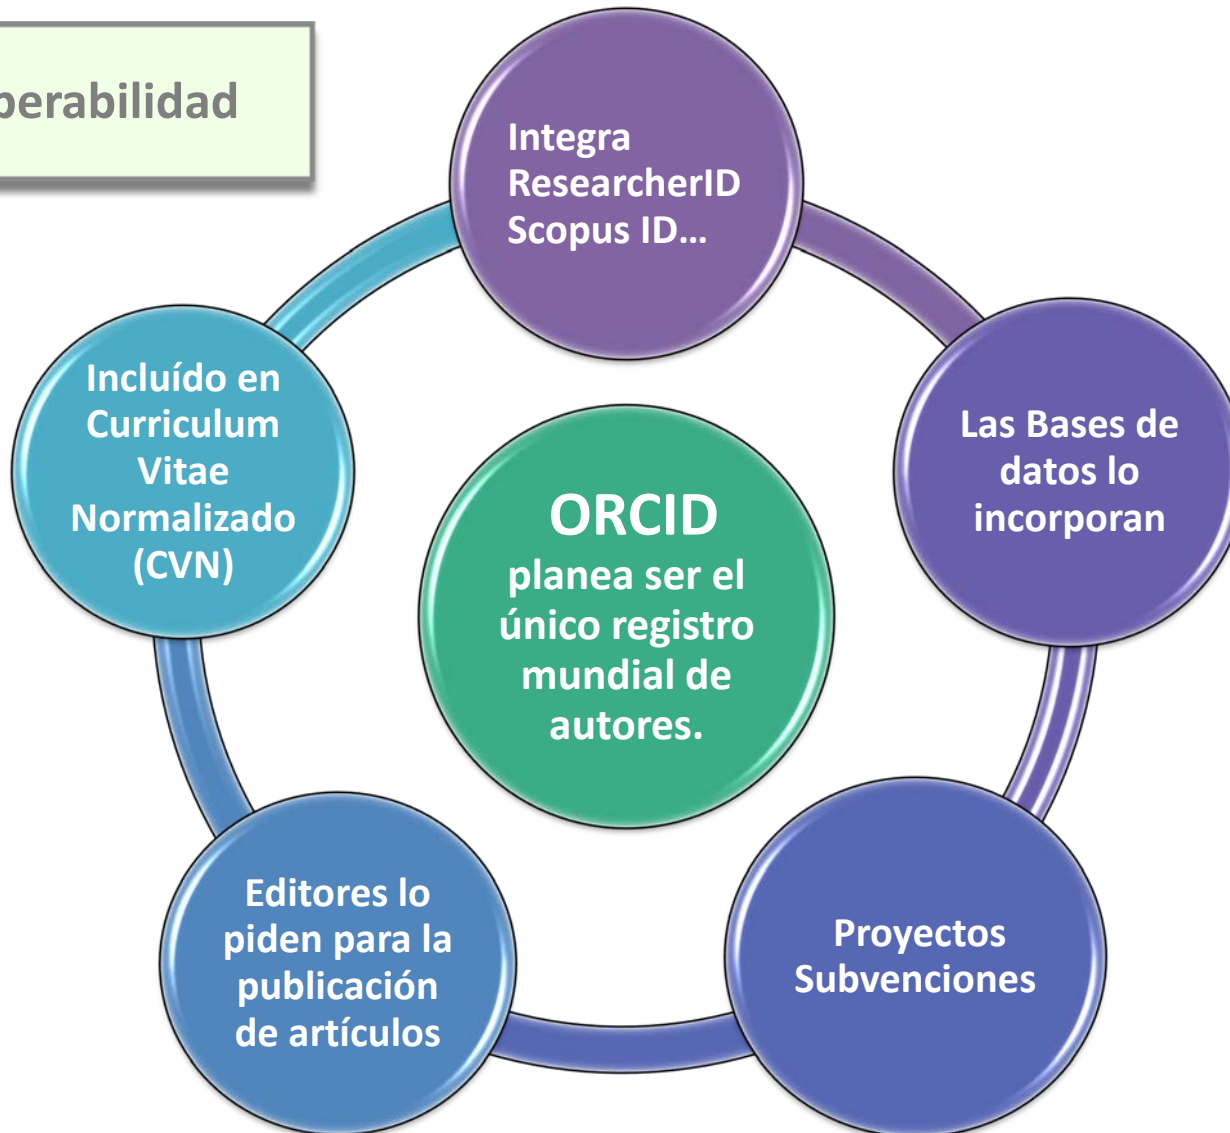 perabilidad
Integra
ResearcherID
Scopus ID...
Las Bases de
datos lo
incorporan
Proyectos
Subvenciones
Editores lo
piden para la
publicación
de artículos
Incluído en
Curriculum
Vitae
Normalizado
(CVN)
ORCID
planea ser el
único registro
mundial de
autores.